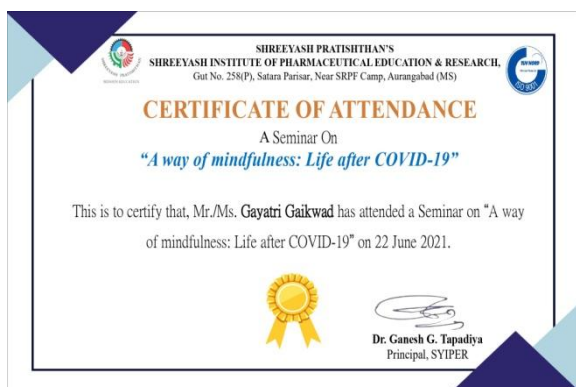 SHREEYASH PRATISHTHAN'S
SHREEYASH INSTITUTE OF PHARMACEUTICAL EDUCATION & RESEARCH,
Gut No. 258(P), Satara Parisar, Near SRPF Camp, Aurangabad (MS)
CERTIFICATE OF ATTENDANCE
A Seminar On
"A way of mindfulness: Life after COVID-19"
This is to certify that, Mr./Ms. Gayatri Gaikwad has attended a Seminar on "A way
of mindfulness: Life after COVID-19" on 22 June 2021.
Dr. Ganesh G. Tapadiya
Principal, SYIPER
ISO 9001